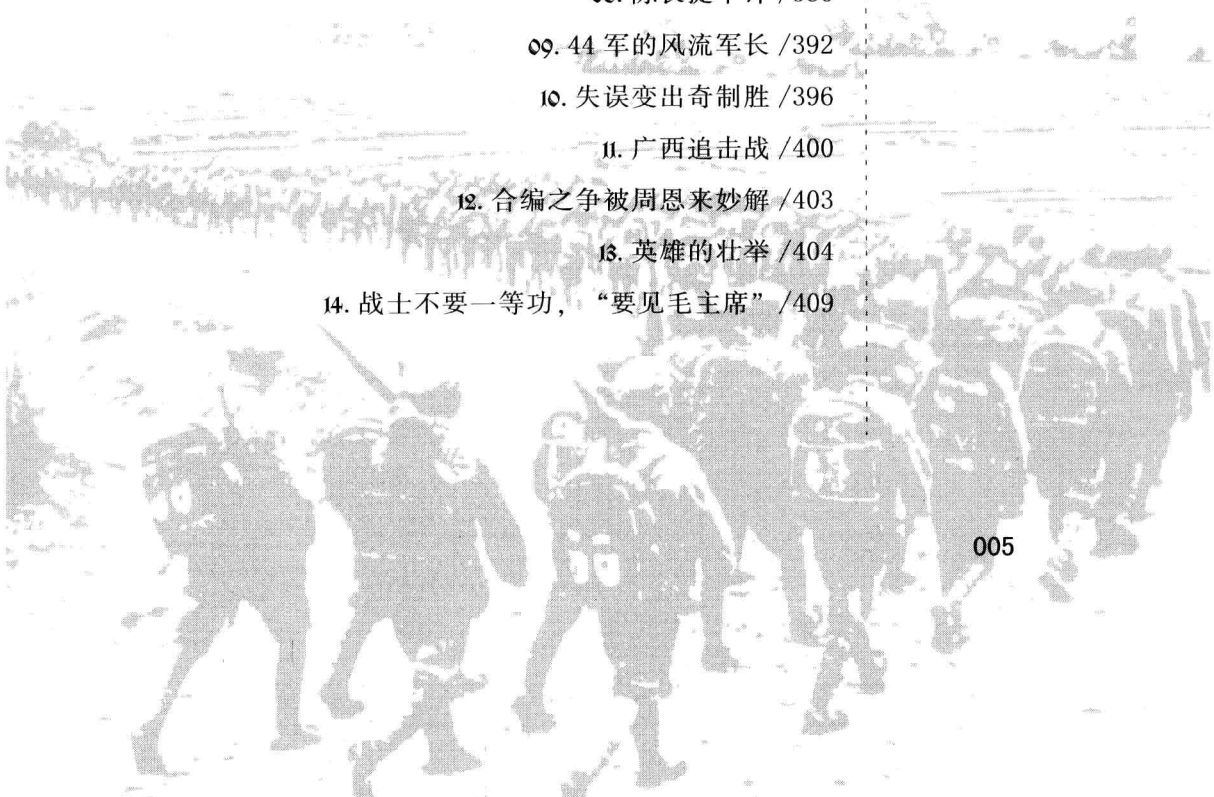 09. 44 军的风流军长 /392
10. 失误变出奇制胜 /396
11. 广西追击战 /400
12. 合编之争被周恩来妙解 /403
13. 英雄的壮举 /404
14. 战士不要一等功，“要见毛主席” /409
005